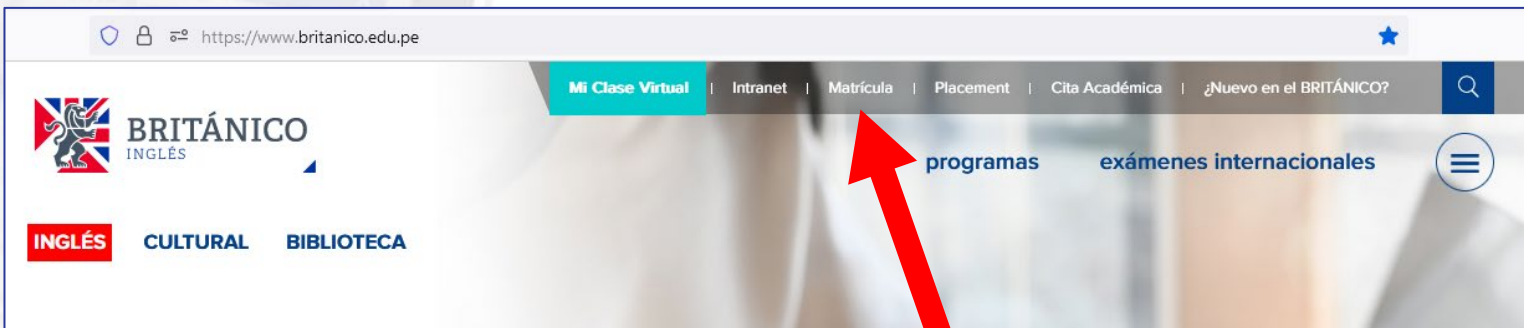 https://www.britanico.edu.pe
Mi Clase Virtual | Intranet | Matrícula | Placement | Cita Académica | ¿Nuevo en el BRITÁNICO?
BRITÁNICO
INGLÉS
programas exámenes internacionales
INGLÉS CULTURAL BIBLIOTECA